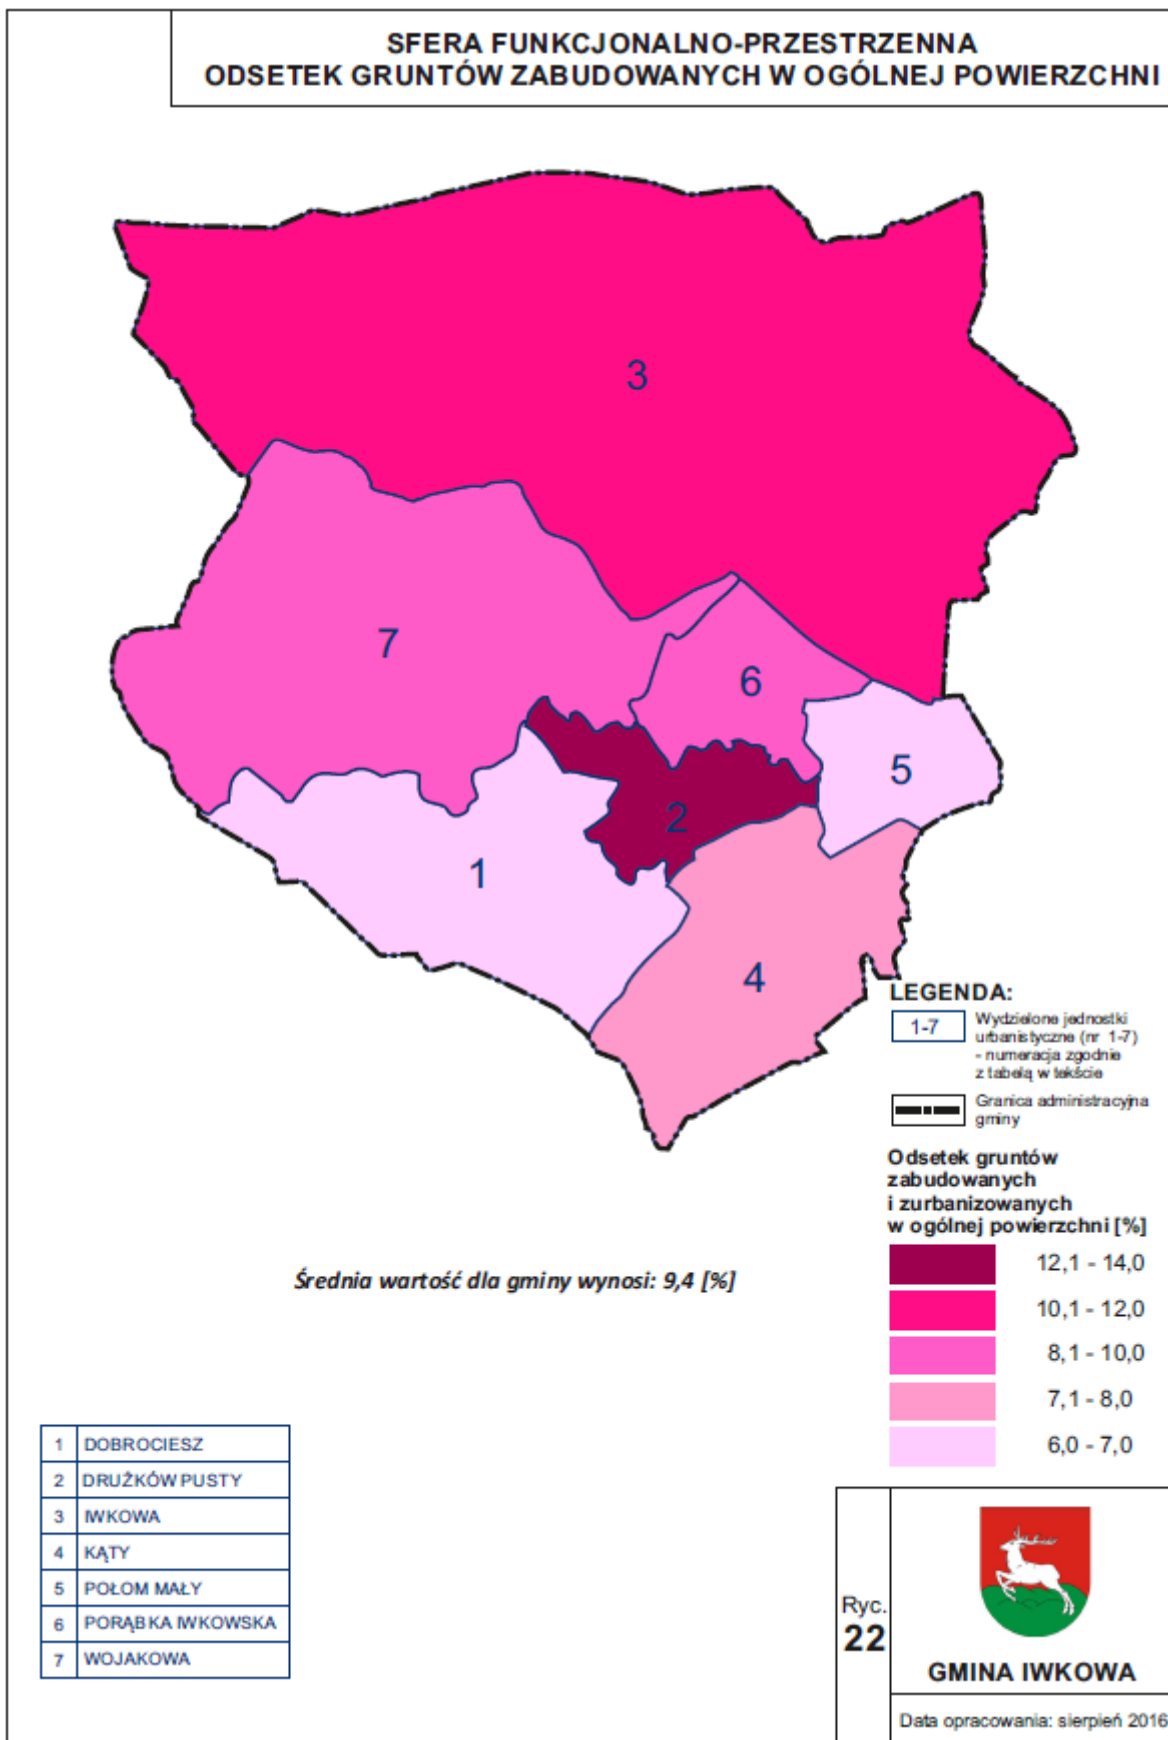 SFERA FUNKCJONALNO-PRZESTRZENNA
ODSETEK GRUNTÓW ZABUDOWANYCH W OGÓLNEJ POWIERZCHNI
3
7
6
5
2
1
4
LEGENDA:
1-7
Wydzielone jednostki
urbanistyczne (nr 1-7)
- numeracja zgodnie
z tabelą w tekście
Granica administracyjna
gminy
Odsetek gruntów
zabudowanych
i zurbanizowanych
w ogólnej powierzchni [%]
12,1 - 14,0
10,1 - 12,0
8,1 - 10,0
7,1 - 8,0
6,0 - 7,0
Średnia wartość dla gminy wynosi: 9,4 [%]
1 DOBROCIESZ
2 DRUŻKÓW PUSTY
3 IWKOWA
4 KĄTY
5 POŁOM MAŁY
6 PORĄBKA IWKOWSKA
7 WOJAKOWA
Ryc.
22
GMINA IWKOWA
Data opracowania: sierpień 2016